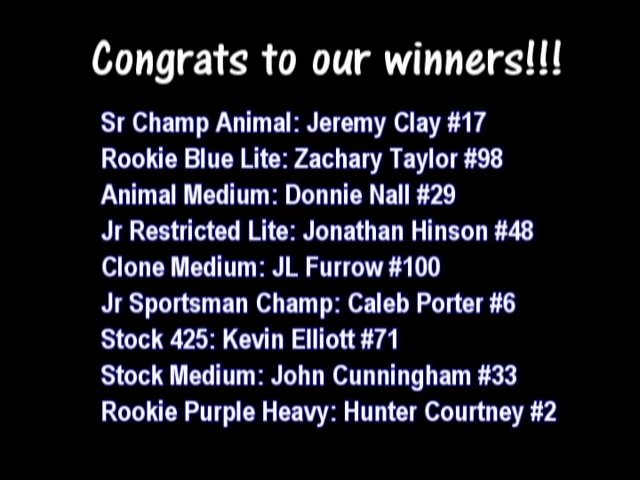 Congrats to our winners!!!
Sr Champ Animal: Jeremy Clay #17
Rookie Blue Lite: Zachary Taylor #98
Animal Medium: Donnie Nall #29
Jr Restricted Lite: Jonathan Hinson #48
Clone Medium: JL Furrow #100
Jr Sportsman Champ: Caleb Porter #6
Stock 425: Kevin Elliott #71
Stock Medium: John Cunningham #33
Rookie Purple Heavy: Hunter Courtney #2